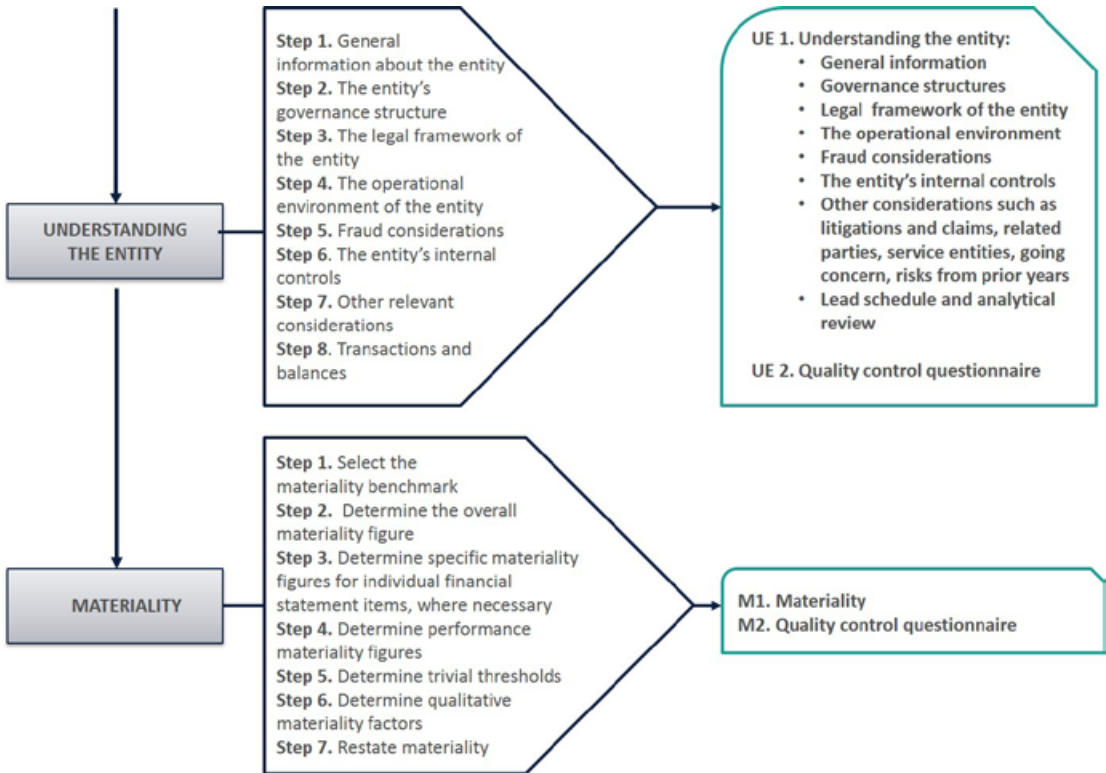 UNDERSTANDING
THE ENTITY
Step 1. General
information about the entity
Step 2. The entity's
governance structure
Step 3. The legal framework of
the entity
Step 4. The operational
environment of the entity
Step 5. Fraud considerations
Step 6. The entity's internal
controls
Step 7. Other relevant
considerations
Step 8. Transactions and
balances
UE 1. Understanding the entity:
• General information
• Governance structures
• Legal framework of the entity
• The operational environment
• Fraud considerations
• The entity's internal controls
• Other considerations such as
litigations and claims, related
parties, service entities, going
concern, risks from prior years
• Lead schedule and analytical
review
UE 2. Quality control questionnaire
MATERIALITY
Step 1. Select the
materiality benchmark
Step 2. Determine the overall
materiality figure
Step 3. Determine specific materiality
figures for individual financial
statement items, where necessary
Step 4. Determine performance
materiality figures
Step 5. Determine trivial thresholds
Step 6. Determine qualitative
materiality factors
Step 7. Restate materiality
M1. Materiality
M2. Quality control questionnaire